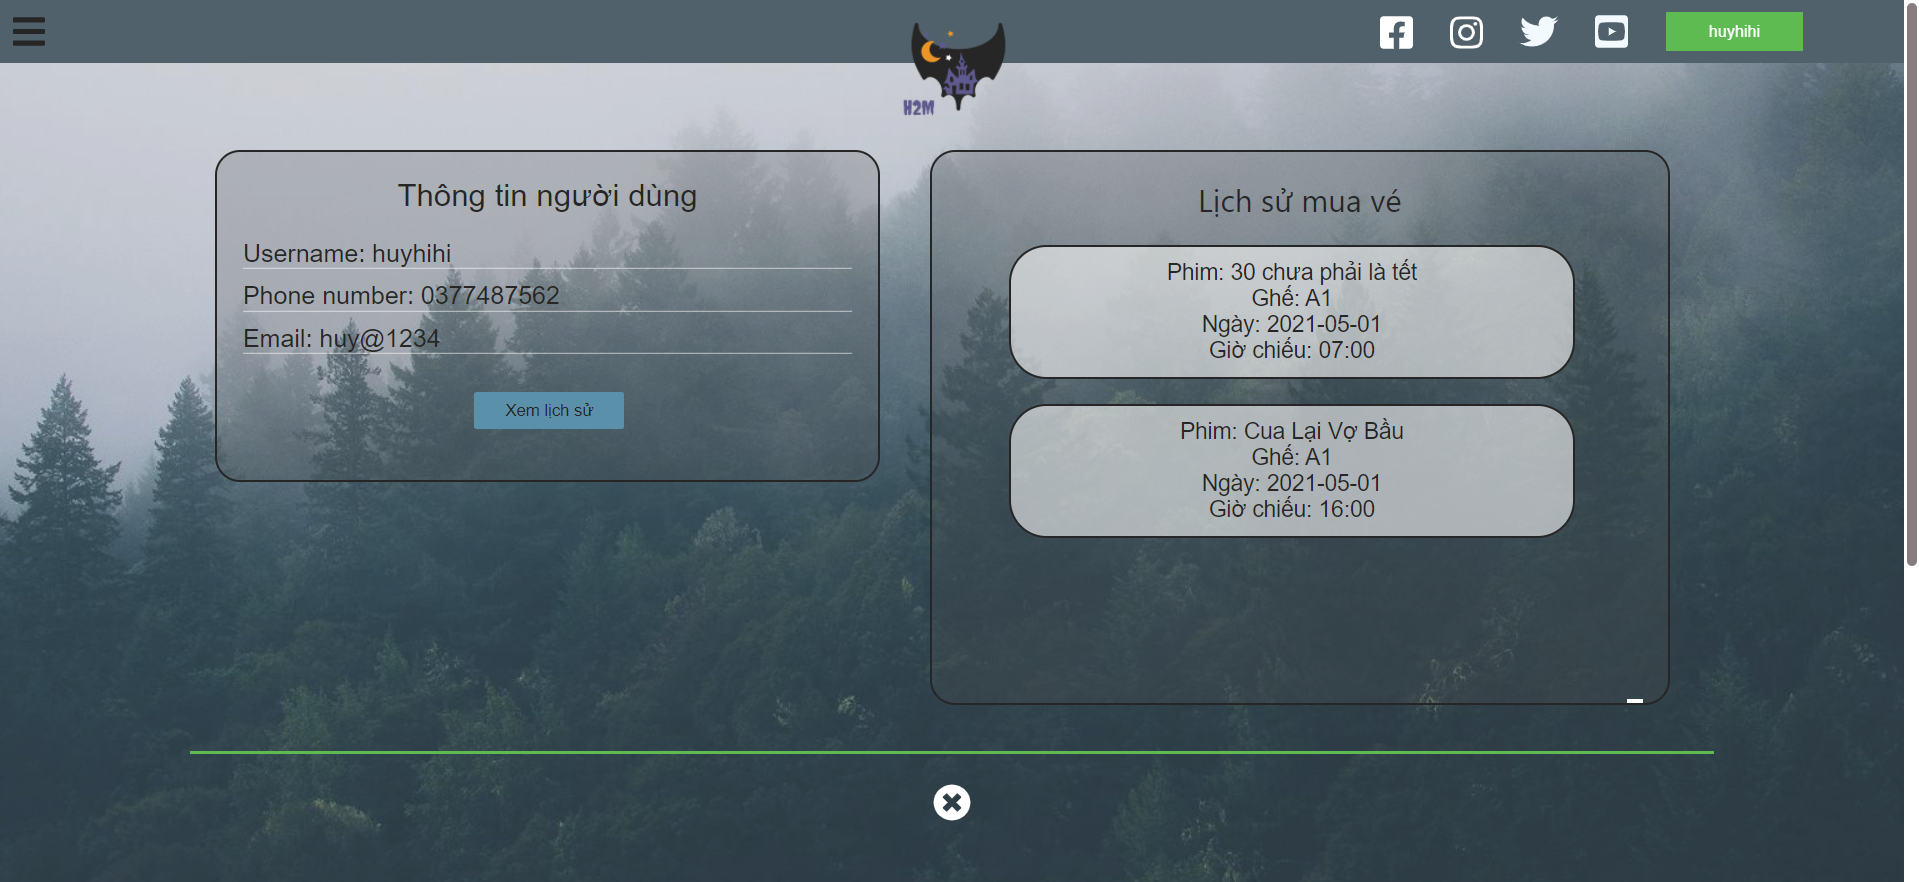 H2M
huyhihi
Thông tin người dùng
Username: huyhihi
Phone number: 0377487562
Email: huy@1234
Xem lịch sử
Lịch sử mua vé
Phim: 30 chưa phải là tết
Ghế: A1
Ngày: 2021-05-01
Giờ chiếu: 07:00
Phim: Cua Lại Vợ Bầu
Ghế: A1
Ngày: 2021-05-01
Giờ chiếu: 16:00